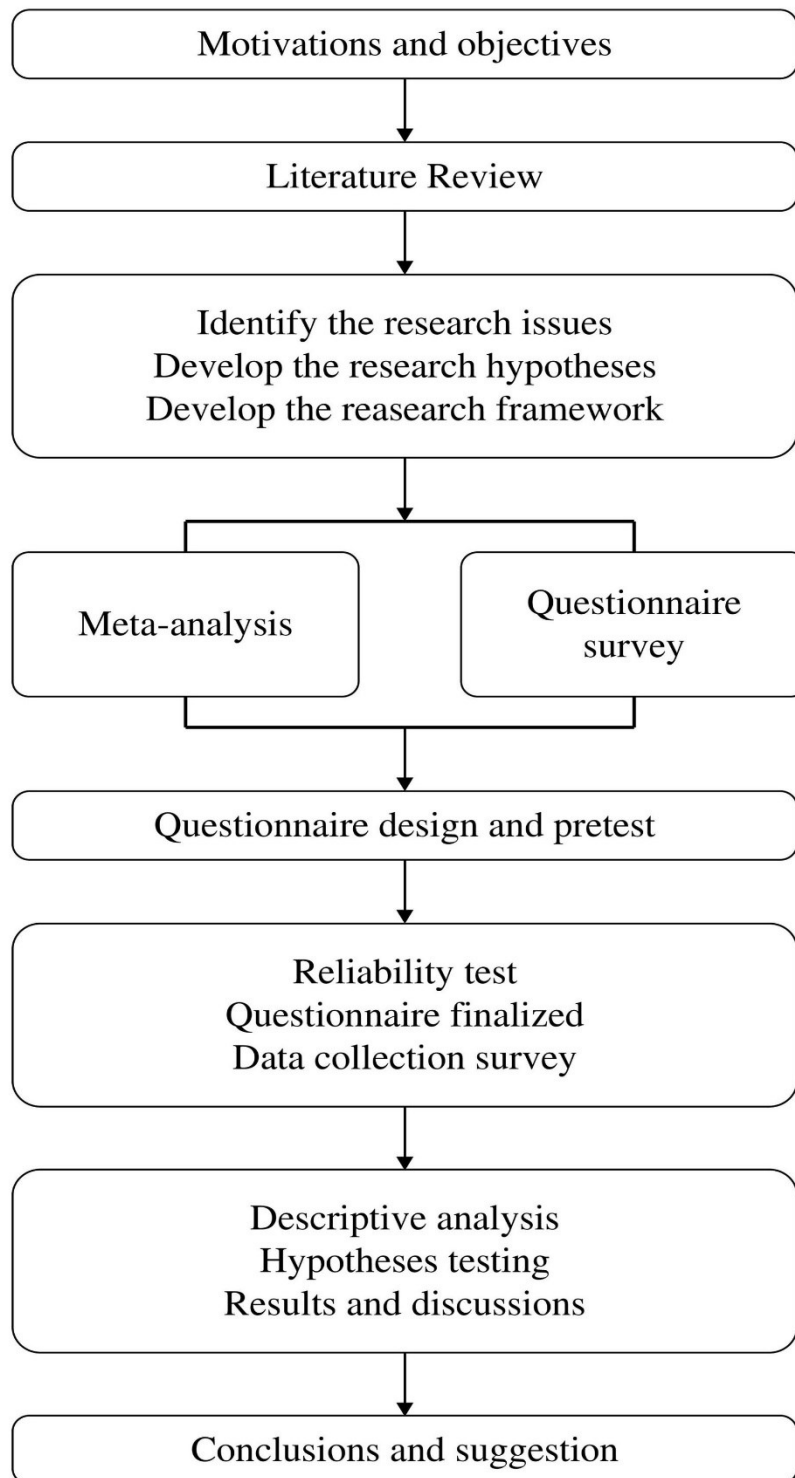 Motivations and objectives
Literature Review
Identify the research issues
Develop the research hypotheses
Develop the reasearch framework
Meta-analysis
Questionnaire
survey
Questionnaire design and pretest
Reliability test
Questionnaire finalized
Data collection survey
Descriptive analysis
Hypotheses testing
Results and discussions
Conclusions and suggestion